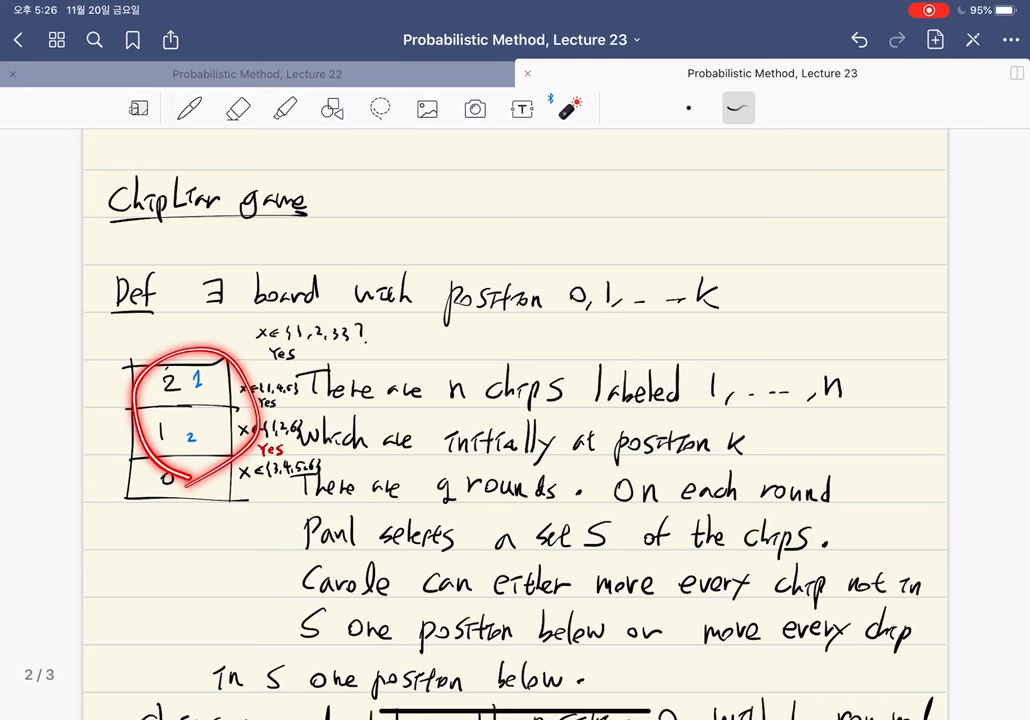 오후 5:26 11월 20일 금요일
95%
Probabilistic Method, Lecture 23
Probabilistic Method, Lecture 22
Probabilistic Method, Lecture 23
T
ChipLiar game
Def ∃ board with position 0, 1, - - →k
x∈{1,2,3}?
Yes
2 1
x∈{1,4,5}
There are n chips labeled 1, ..., n
Yes
1 2
x∈{1,2,6}
which are initially at position k
Yes
0
x∈{3,4,5,6}
There are q rounds. On each round
Paul selects a set S of the chips.
Carole can either move every chip not in
S one position below or move every chip
2 / 3
in S one position below.